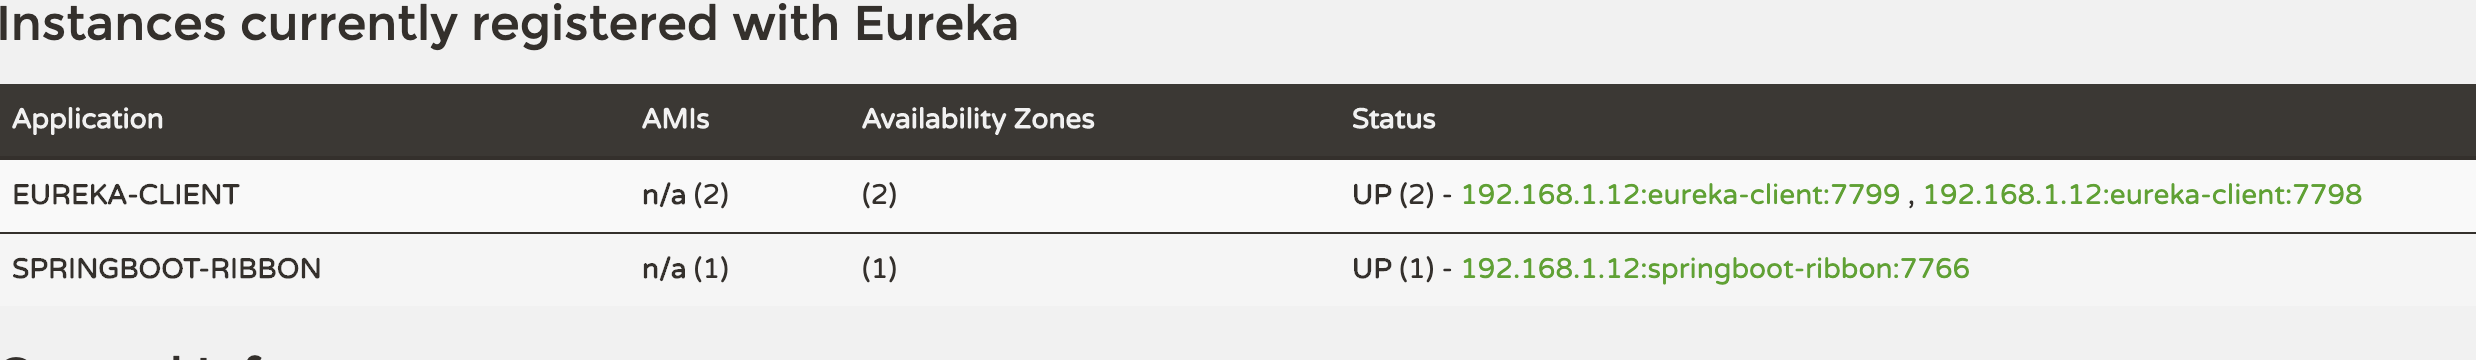 Instances currently registered with Eureka
Application AMIs Availability Zones Status
EUREKA-CLIENT n/a (2) (2) UP (2) - 192.168.1.12:eureka-client:7799 , 192.168.1.12:eureka-client:7798
SPRINGBOOT-RIBBON n/a (1) (1) UP (1) - 192.168.1.12:springboot-ribbon:7766